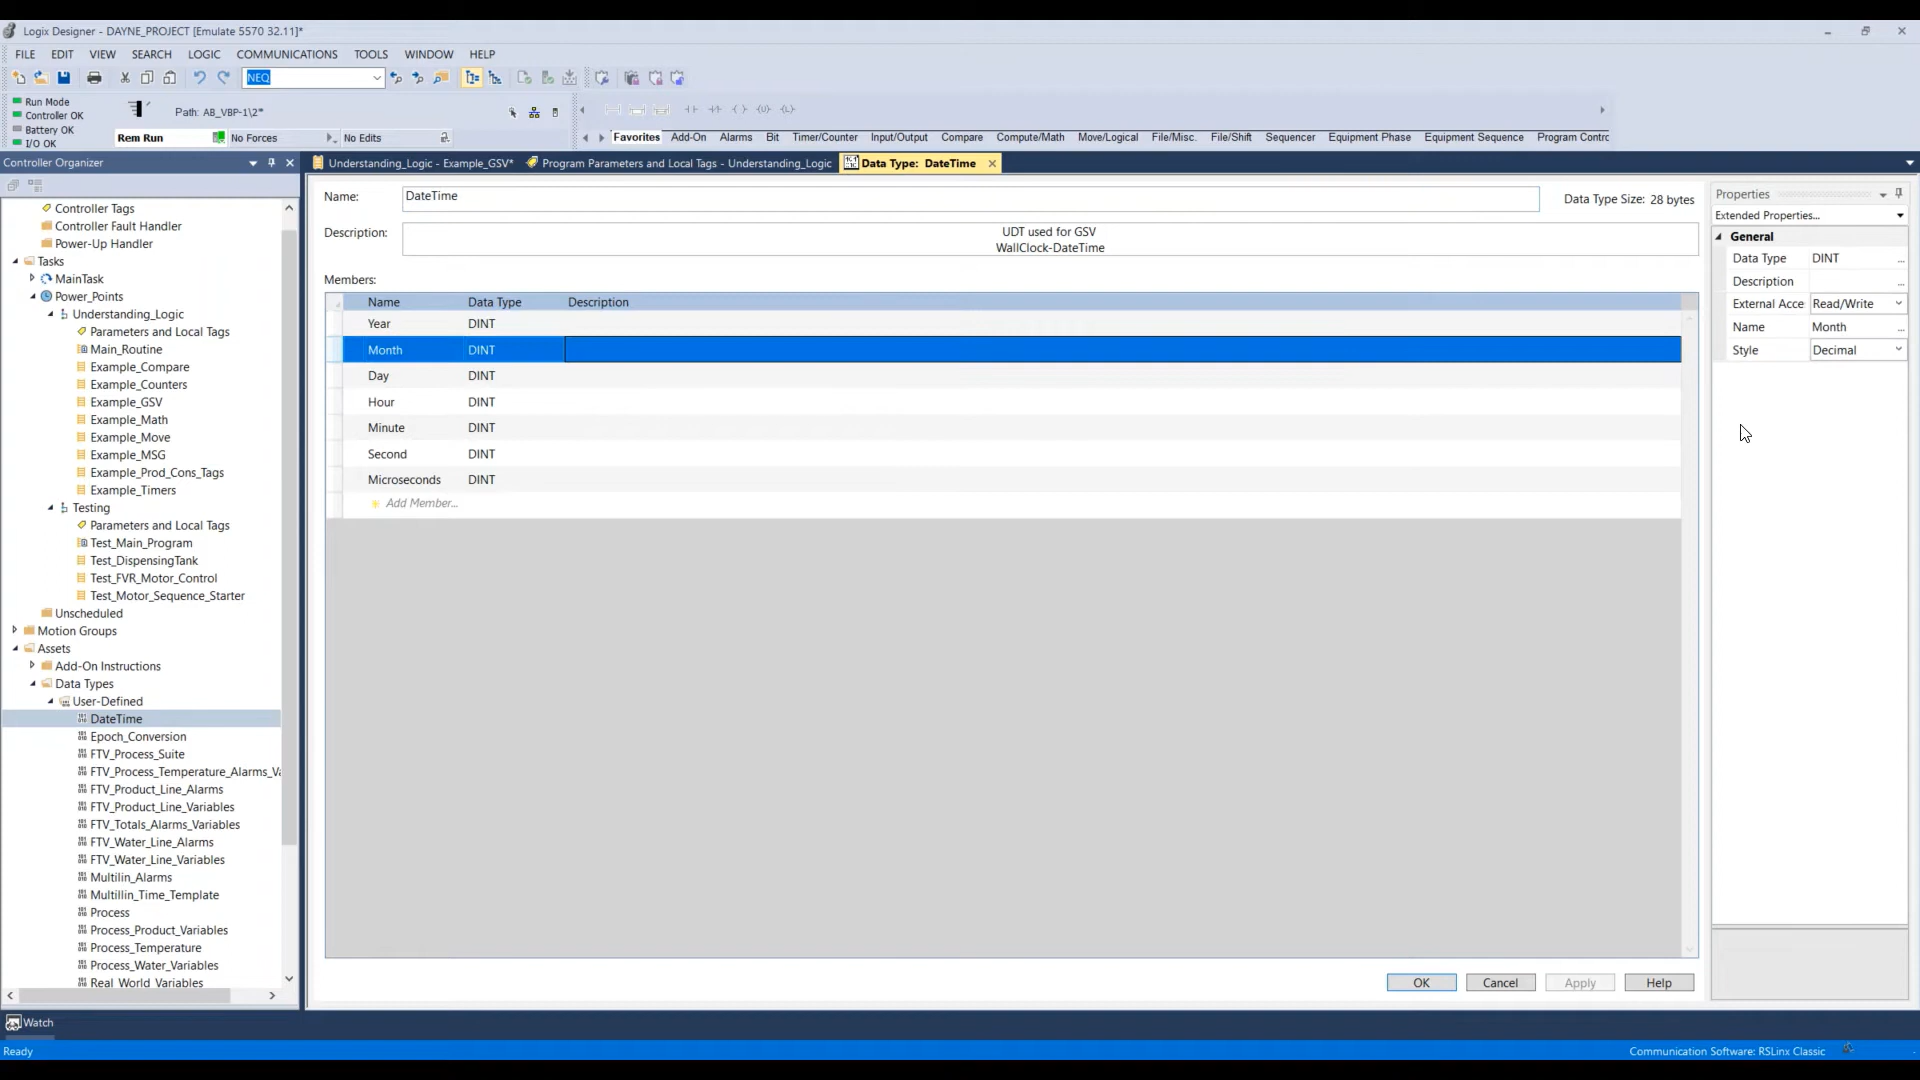 Logix Designer - DAYNE_PROJECT [Emulate 5570 32.11]*
FILE EDIT VIEW SEARCH LOGIC COMMUNICATIONS TOOLS WINDOW HELP
NEQ
Run Mode
Controller OK
Battery OK
I/O OK
Path: AB_VBP-1\2*
Rem Run No Forces No Edits
Favorites Add-On Alarms Bit Timer/Counter Input/Output Compare Compute/Math Move/Logical File/Misc. File/Shift Sequencer Equipment Phase Equipment Sequence Program Contrc
Controller Organizer
Understanding_Logic - Example_GSV* Program Parameters and Local Tags - Understanding_Logic Data Type: DateTime
Controller Tags
Controller Fault Handler
Power-Up Handler
Tasks
MainTask
Power_Points
Understanding_Logic
Parameters and Local Tags
Main_Routine
Example_Compare
Example_Counters
Example_GSV
Example_Math
Example_Move
Example_MSG
Example_Prod_Cons_Tags
Example_Timers
Testing
Parameters and Local Tags
Test_Main_Program
Test_DispensingTank
Test_FVR_Motor_Control
Test_Motor_Sequence_Starter
Unscheduled
Motion Groups
Assets
Add-On Instructions
Data Types
User-Defined
DateTime
Epoch_Conversion
FTV_Process_Suite
FTV_Process_Temperature_Alarms_Va
FTV_Product_Line_Alarms
FTV_Product_Line_Variables
FTV_Totals_Alarms_Variables
FTV_Water_Line_Alarms
FTV_Water_Line_Variables
Multilin_Alarms
Multillin_Time_Template
Process
Process_Product_Variables
Process_Temperature
Process_Water_Variables
Real_World_Variables
Name: DateTime Data Type Size: 28 bytes
Description: UDT used for GSV
WallClock-DateTime
Members:
Name Data Type Description
Year DINT
Month DINT
Day DINT
Hour DINT
Minute DINT
Second DINT
Microseconds DINT
Add Member...
OK Cancel Apply Help
Properties
Extended Properties...
General
Data Type DINT ...
Description ...
External Acce Read/Write
Name Month ...
Style Decimal
Watch
Ready
Communication Software: RSLinx Classic